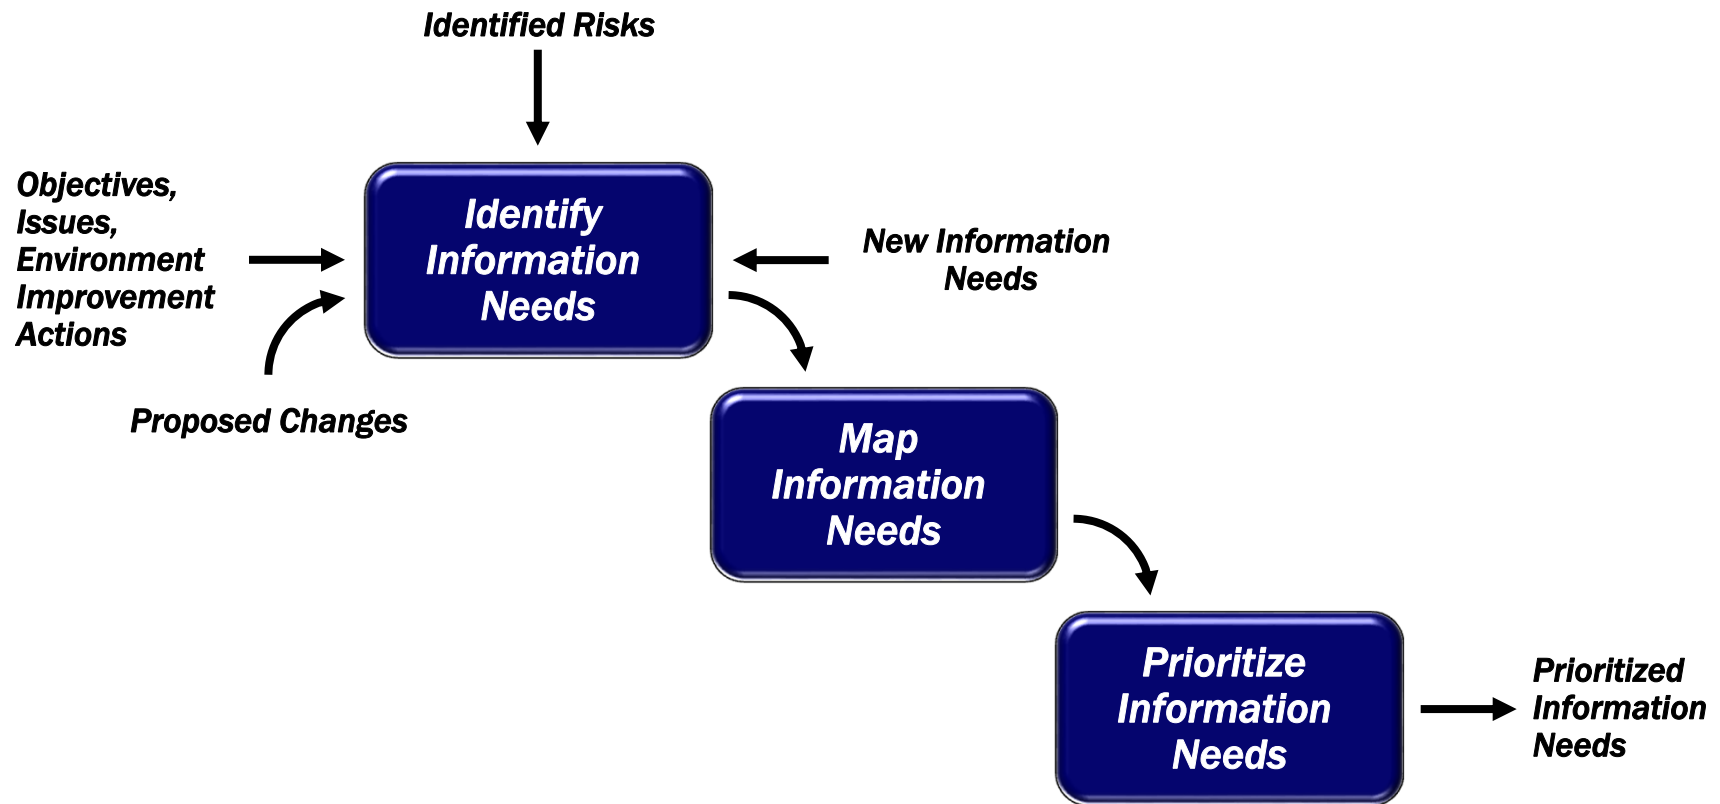 Identified Risks
Objectives,
Issues,
Environment
Improvement
Actions
Identify
Information
Needs
New Information
Needs
Proposed Changes
Map
Information
Needs
Prioritize
Information
Needs
Prioritized
Information
Needs